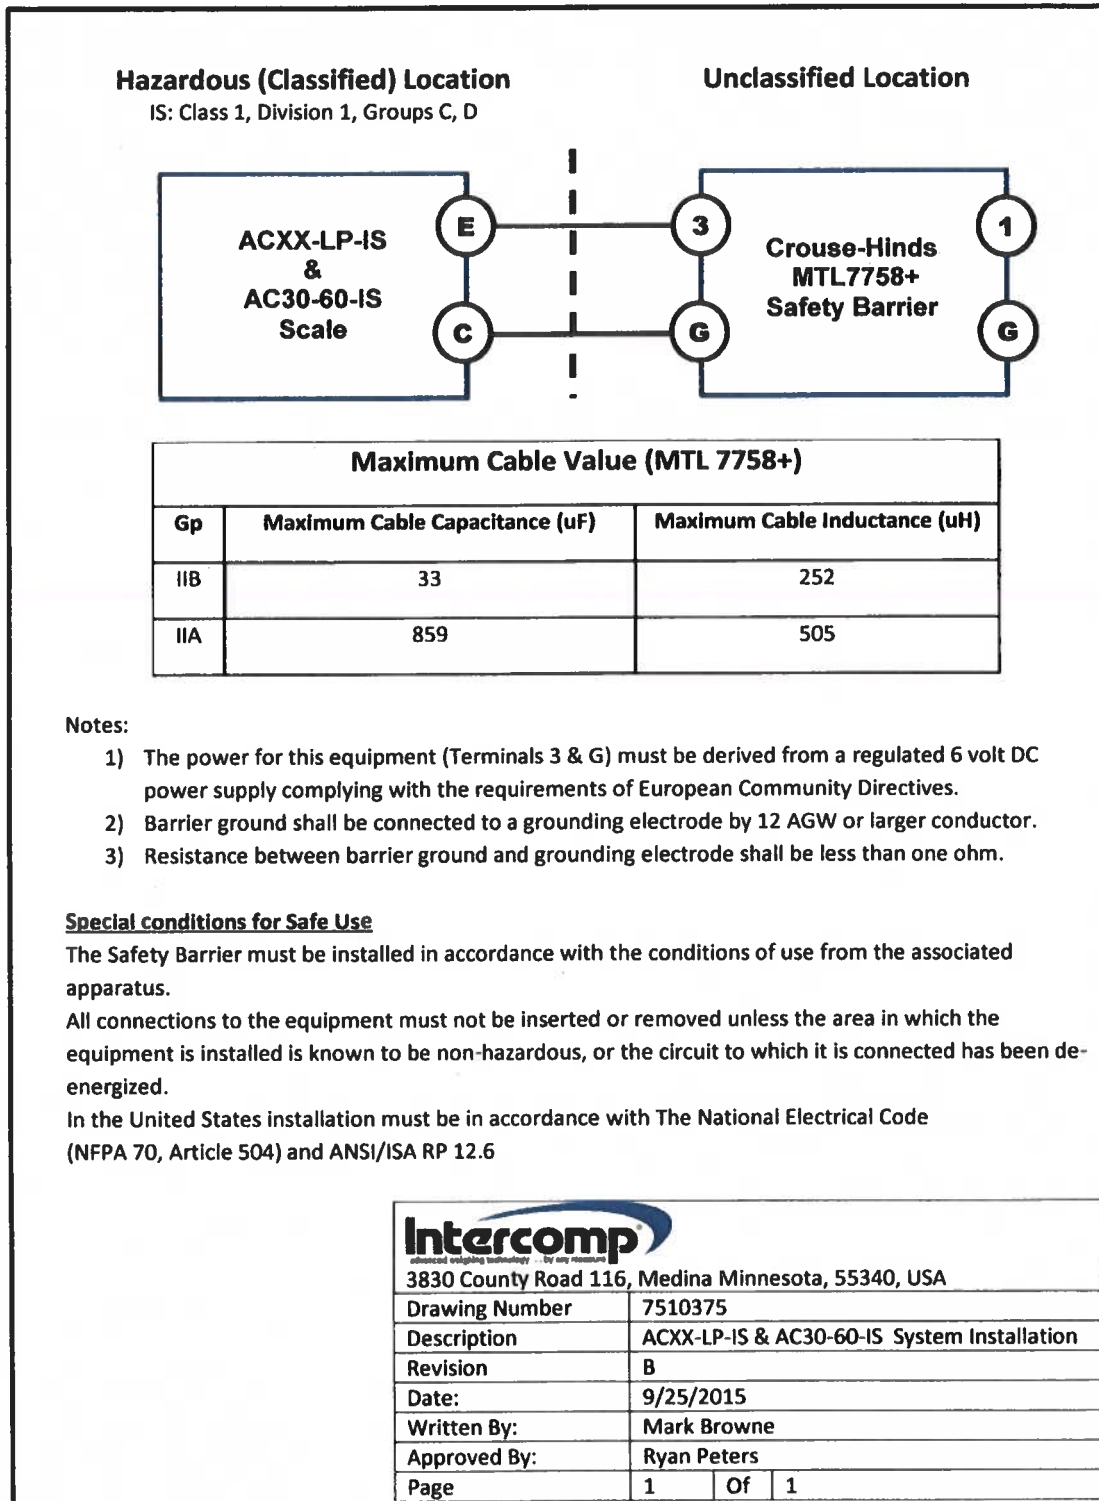 Hazardous (Classified) Location
IS: Class 1, Division 1, Groups C, D
Unclassified Location
ACXX-LP-IS
&
AC30-60-IS
Scale
E
C
3
G
Crouse-Hinds
MTL7758+
Safety Barrier
1
G
Maximum Cable Value (MTL 7758+)
Gp Maximum Cable Capacitance (uF) Maximum Cable Inductance (uH)
IIB 33 252
IIA 859 505
Notes:
1) The power for this equipment (Terminals 3 & G) must be derived from a regulated 6 volt DC
power supply complying with the requirements of European Community Directives.
2) Barrier ground shall be connected to a grounding electrode by 12 AGW or larger conductor.
3) Resistance between barrier ground and grounding electrode shall be less than one ohm.
Special conditions for Safe Use
The Safety Barrier must be installed in accordance with the conditions of use from the associated
apparatus.
All connections to the equipment must not be inserted or removed unless the area in which the
equipment is installed is known to be non-hazardous, or the circuit to which it is connected has been de-
energized.
In the United States installation must be in accordance with The National Electrical Code
(NFPA 70, Article 504) and ANSI/ISA RP 12.6
Intercomp®
advanced weighing technology ...by any measure
3830 County Road 116, Medina Minnesota, 55340, USA
Drawing Number 7510375
Description ACXX-LP-IS & AC30-60-IS System Installation
Revision B
Date: 9/25/2015
Written By: Mark Browne
Approved By: Ryan Peters
Page 1 Of 1